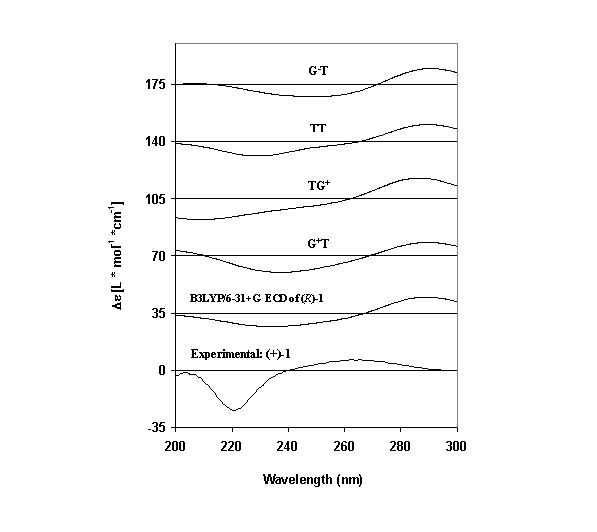 G-T
175
TT
140
TG+
105
G+T
70
B3LYP/6-31+G ECD of (R)-1
35
Experimental: (+)-1
0
-35
200 220 240 260 280 300
Wavelength (nm)
Δε [L * mol-1 *cm-1]